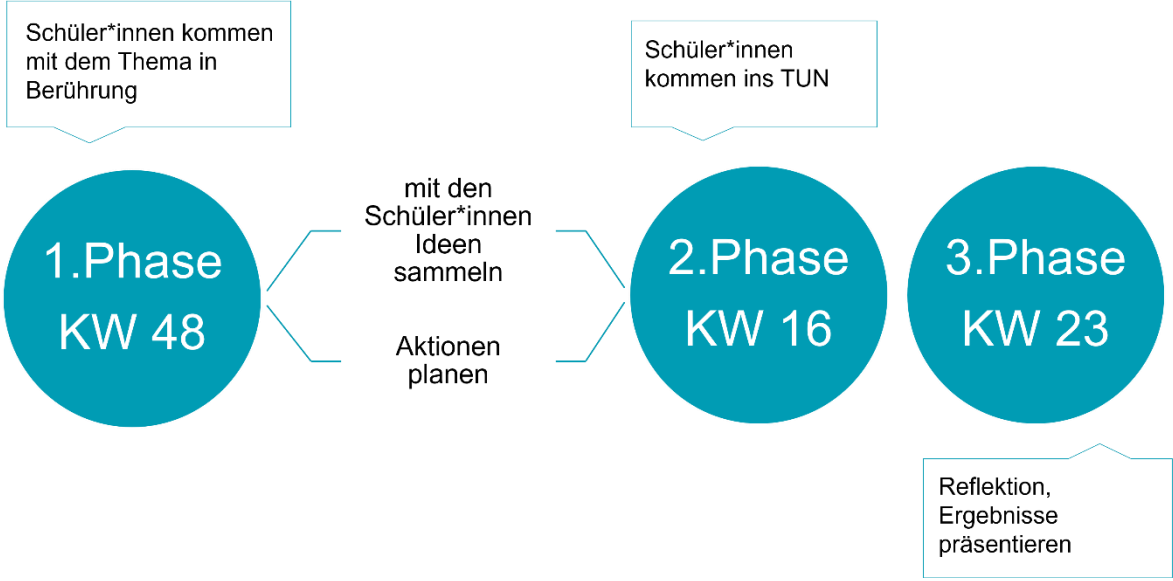 Schüler*innen kommen
mit dem Thema in
Berührung
1.Phase
KW 48
mit den
Schüler*innen
Ideen
sammeln
Aktionen
planen
Schüler*innen
kommen ins TUN
2.Phase
KW 16
3.Phase
KW 23
Reflektion,
Ergebnisse
präsentieren